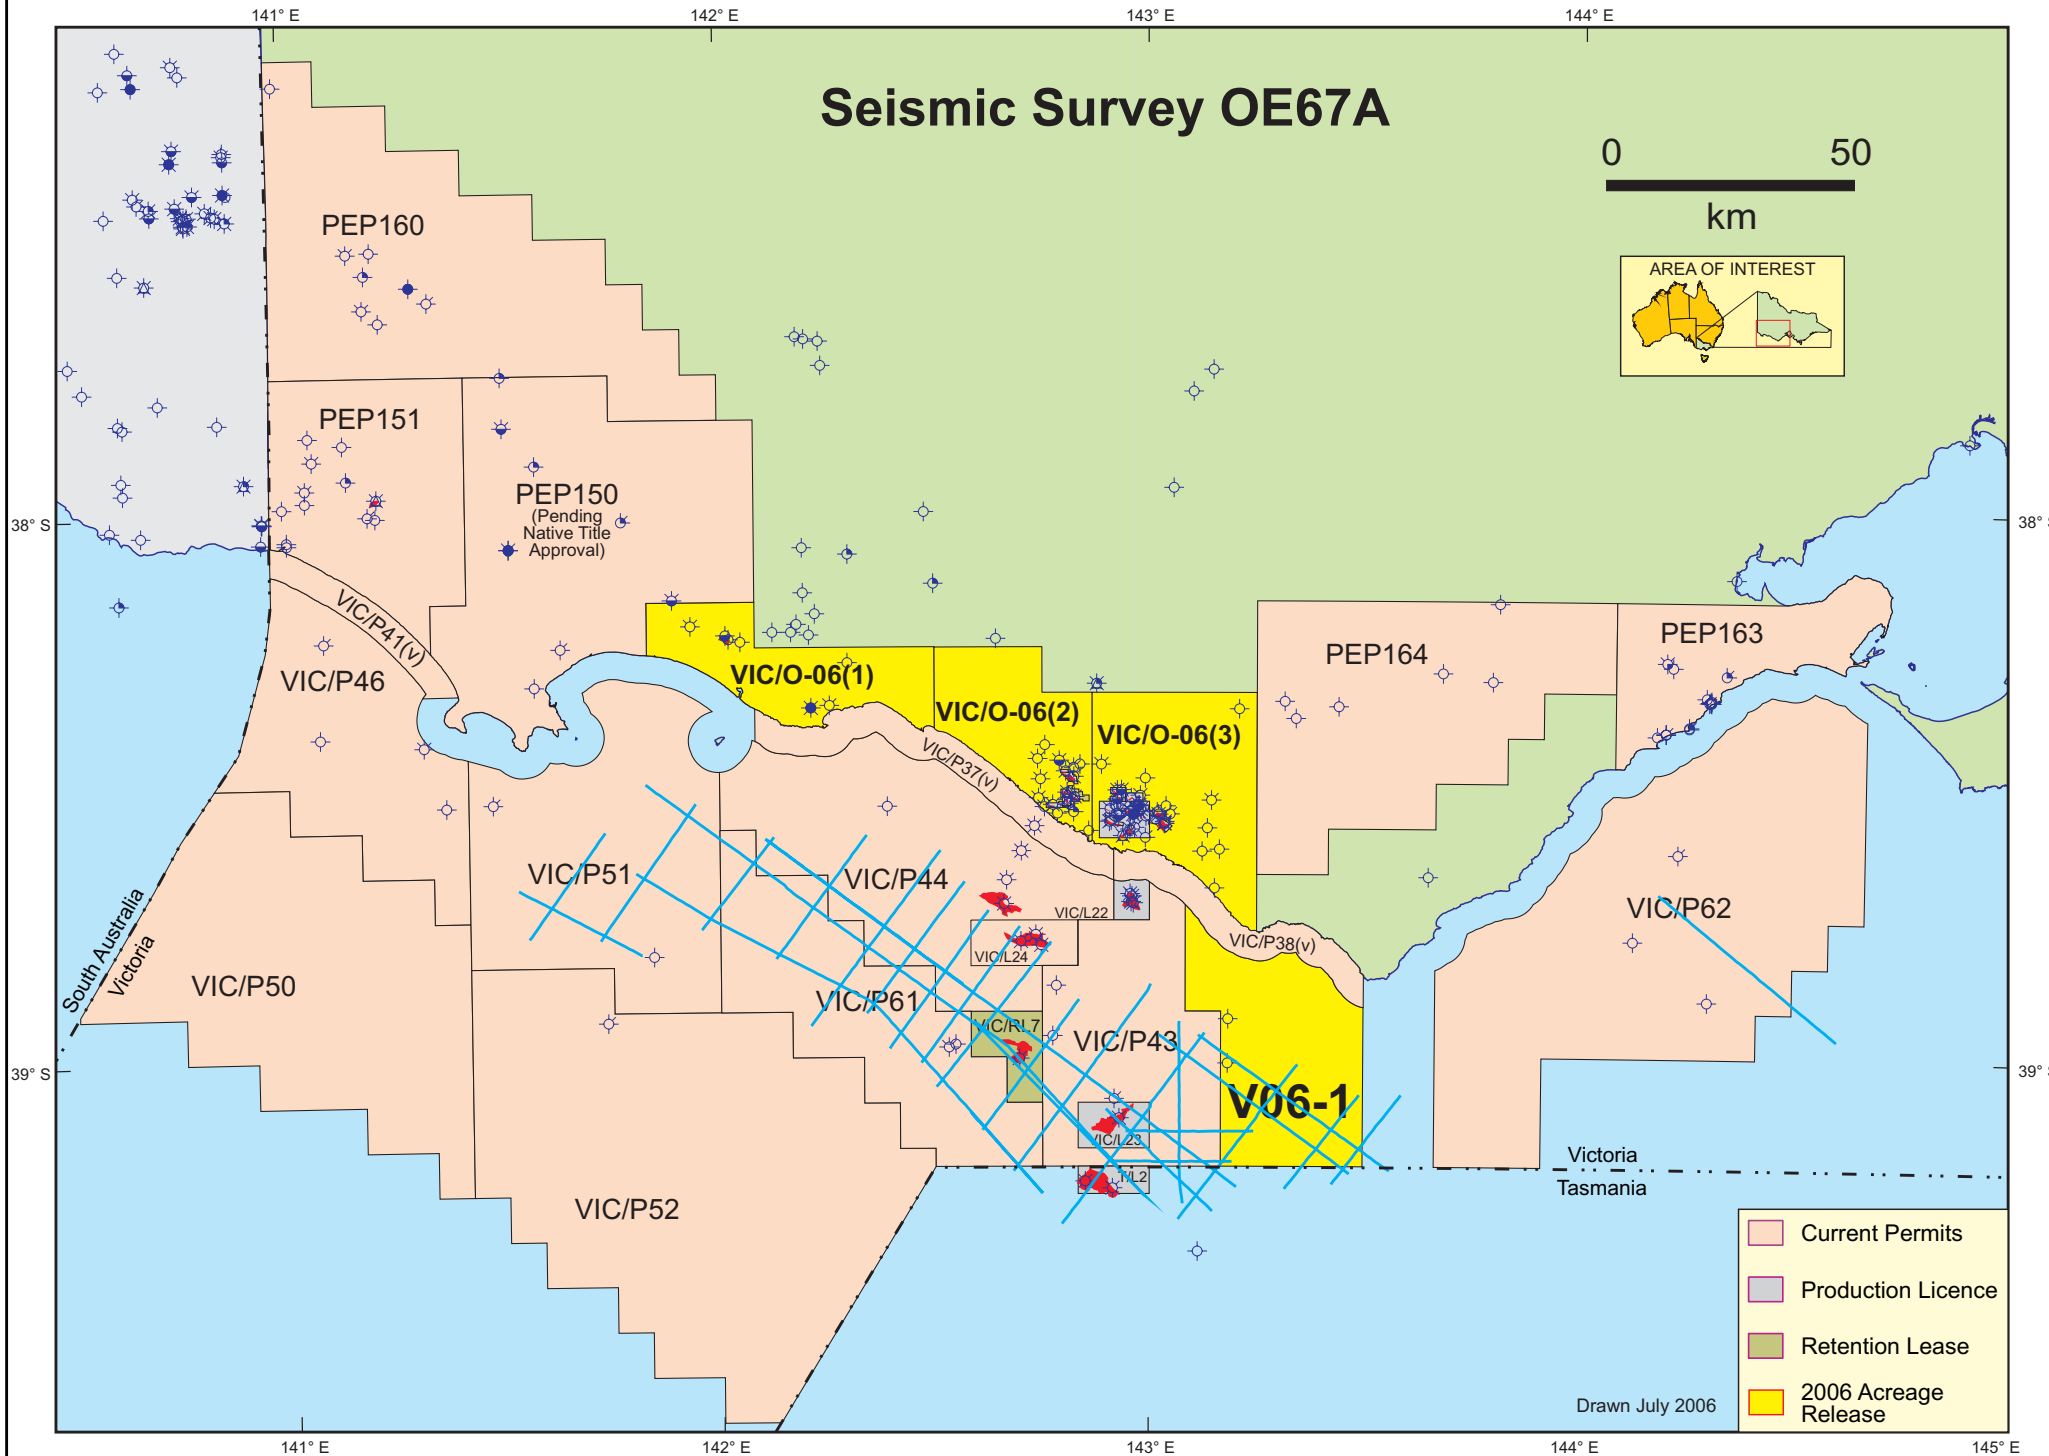 141° E
142° E
143° E
144° E
Seismic Survey OE67A
0
50
km
AREA OF INTEREST
PEP160
PEP151
PEP150
(Pending
Native Title
Approval)
38° S
38° S
VIC/P41(v)
VIC/P46
VIC/O-06(1)
VIC/O-06(2)
VIC/O-06(3)
PEP164
PEP163
VIC/P37(v)
VIC/P51
VIC/P44
VIC/L22
VIC/P62
VIC/P38(v)
VIC/L24
South Australia
Victoria
VIC/P50
VIC/P61
VIC/RL7
VIC/P43
39° S
39° S
V06-1
VIC/L23
T/L2
Victoria
Tasmania
VIC/P52
Current Permits
Production Licence
Retention Lease
2006 Acreage
Release
Drawn July 2006
141° E
142° E
143° E
144° E
145° E